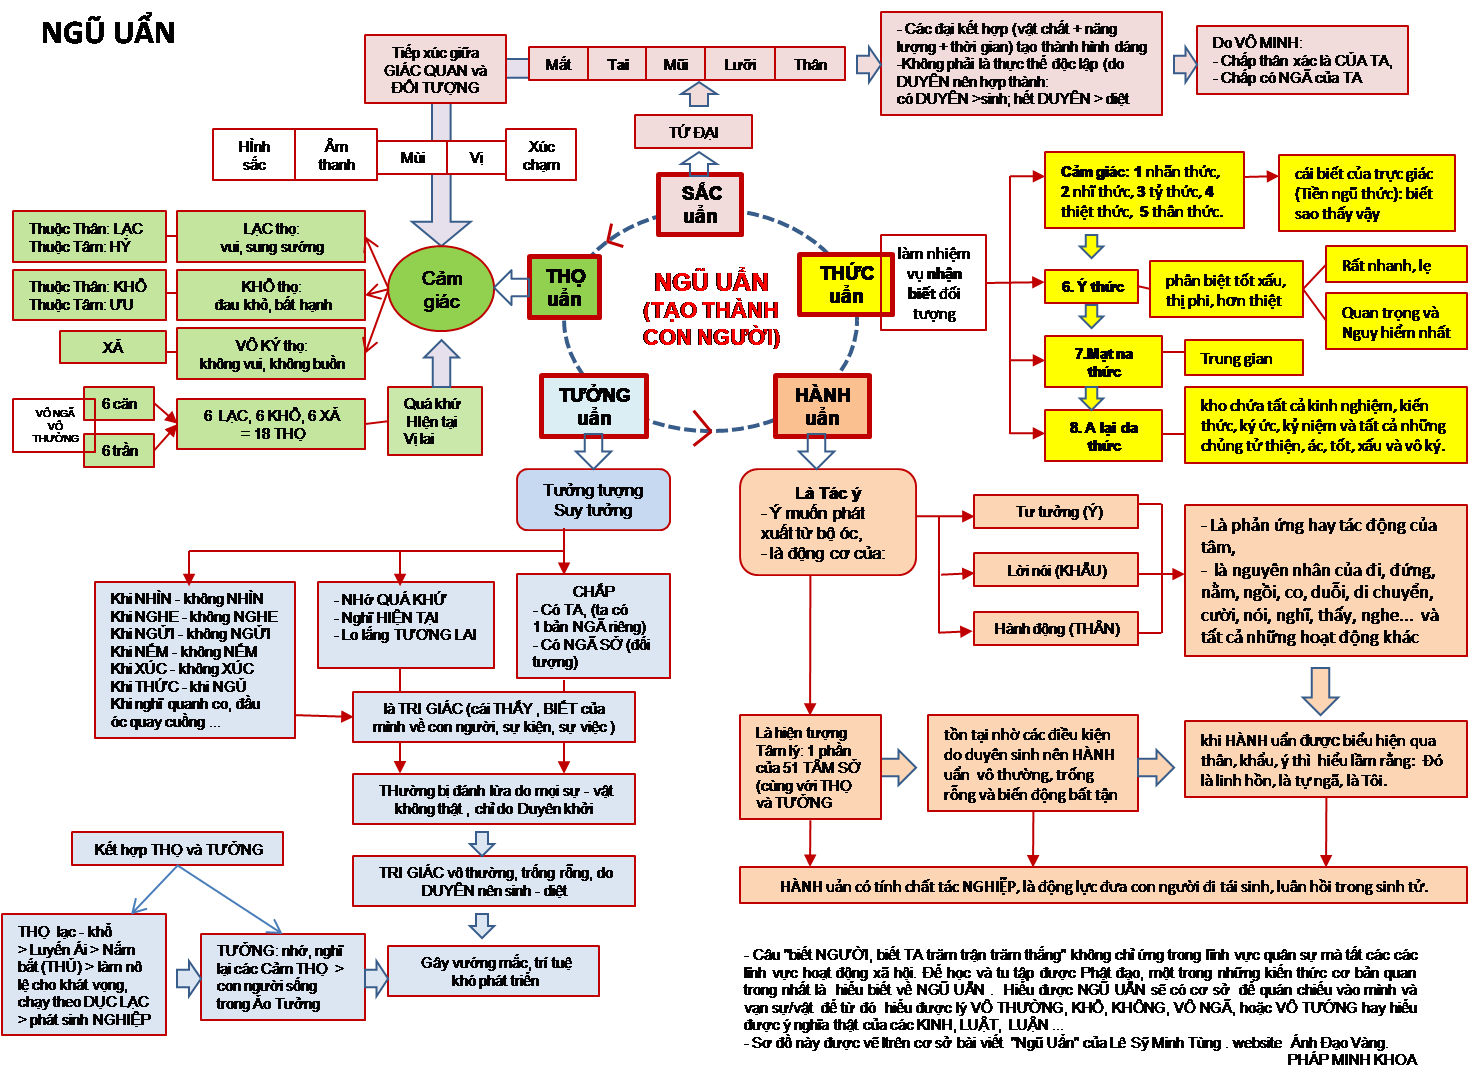 NGŨ UẨN
Tiếp xúc giữa
GIÁC QUAN và
ĐỐI TƯỢNG
Mắt
Tai
Mũi
Lưỡi
Thân
- Các đại kết hợp (vật chất + năng
lượng + thời gian) tạo thành hình dáng
-Không phải là thực thể độc lập (do
DUYÊN nên hợp thành:
có DUYÊN >sinh; hết DUYÊN > diệt
Do VÔ MINH:
- Chấp thân xác là CỦA TA,
- Chấp có NGÃ của TA
TỨ ĐẠI
Hình
sắc
Âm
thanh
Mùi
Vị
Xúc
chạm
SẮC
uẩn
Thuộc Thân: LẠC
Thuộc Tâm: HỶ
LẠC thọ:
vui, sung sướng
Thuộc Thân: KHỔ
Thuộc Tâm: ƯU
KHỔ thọ:
đau khỏ, bất hạnh
XẢ
VÔ KÝ thọ:
không vui, không buồn
Cảm
giác
THỌ
uẩn
NGŨ UẨN
(TẠO THÀNH
CON NGƯỜI)
THỨC
uẩn
làm nhiệm
vụ nhận
biết đối
tượng
Cảm giác: 1 nhãn thức,
2 nhĩ thức, 3 tỷ thức, 4
thiệt thức, 5 thân thức.
cái biết của trực giác
(Tiền ngũ thức): biết
sao thấy vậy
6. Ý thức
phân biệt tốt xấu,
thị phi, hơn thiệt
Rất nhanh, lẹ
Quan trọng và
Nguy hiểm nhất
7.Mạt na
thức
Trung gian
8. A lại da
thức
kho chứa tất cả kinh nghiệm, kiến
thức, ký ức, kỷ niệm và tất cả những
chủng tử thiện, ác, tốt, xấu và vô ký.
VÔ NGÃ
VÔ
THƯỜNG
6 căn
6 trần
6 LẠC, 6 KHỔ, 6 XẢ
= 18 THỌ
Quá khứ
Hiện tại
Vị lai
TƯỞNG
uẩn
HÀNH
uẩn
Tưởng tượng
Suy tưởng
Là Tác ý
- Ý muốn phát
xuất từ bộ óc,
- là động cơ của:
Tư tưởng (Ý)
Lời nói (KHẨU)
Hành động (THÂN)
- Là phản ứng hay tác động của
tâm,
- là nguyên nhân của đi, đứng,
nằm, ngồi, co, duỗi, di chuyển,
cười, nói, nghĩ, thấy, nghe... và
tất cả những hoạt động khác
Khi NHÌN - không NHÌN
Khi NGHE - không NGHE
Khi NGỬI - không NGỬI
Khi NẾM - không NẾM
Khi XÚC - không XÚC
Khi THỨC - khi NGỦ
Khi nghĩ quanh co, đầu
óc quay cuồng ...
- NHớ QUÁ KHỨ
- Nghĩ HIỆN TẠI
- Lo lắng TƯƠNG LAI
CHẤP
- Có TA, (ta có
1 bản NGÃ riêng)
- Có NGÃ SỞ (đối
tượng)
là TRI GIÁC (cái THẤY , BIẾT của
mình về con người, sự kiện, sự việc )
THường bị đánh lừa do mọi sự - vật
không thật , chỉ do Duyên khởi
TRI GIÁC vô thường, trống rỗng, do
DUYÊN nên sinh - diệt
Gây vướng mắc, trí tuệ
khó phát triển
Kết hợp THỌ và TƯỞNG
THỌ lạc - khổ
> Luyến Ái > Nắm
bắt (THỦ) > làm nô
lệ cho khát vọng,
chạy theo DỤC LẠC
> phát sinh NGHIỆP
TƯỞNG: nhớ, nghĩ
lại các Cảm THỌ >
con người sống
trong Ảo Tưởng
Là hiện tượng
Tâm lý: 1 phần
của 51 TÂM SỞ
(cùng với THỌ
và TƯỞNG
tồn tại nhờ các điều kiện
do duyên sinh nên HÀNH
uẩn vô thường, trống
rỗng và biến động bất tận
khi HÀNH uẩn được biểu hiện qua
thân, khẩu, ý thì hiểu lầm rằng: Đó
là linh hồn, là tự ngã, là Tôi.
HÀNH uản có tính chất tác NGHIỆP, là động lực đưa con người đi tái sinh, luân hồi trong sinh tử.
- Câu "biết NGƯỜI, biết TA trăm trận trăm thắng" không chỉ ứng trong lĩnh vực quân sự mà tất các các
lĩnh vực hoạt động xã hội. Để học và tu tập được Phật đạo, một trong những kiến thức cơ bản quan
trọng nhất là hiểu biết về NGŨ UẨN . Hiểu được NGŨ UẨN sẽ có cơ sở để quán chiếu vào mình và
vạn sự/vật để từ đó hiểu được lý VÔ THƯỜNG, KHỔ, KHÔNG, VÔ NGÃ, hoặc VÔ TƯỚNG hay hiểu
được ý nghĩa thật của các KINH, LUẬT, LUẬN ...
- Sơ đồ này được vẽ ltrên cơ sở bài viết "Ngũ Uẩn" của Lê Sỹ Minh Tùng . website Ánh Đạo Vàng.
PHÁP MINH KHOA